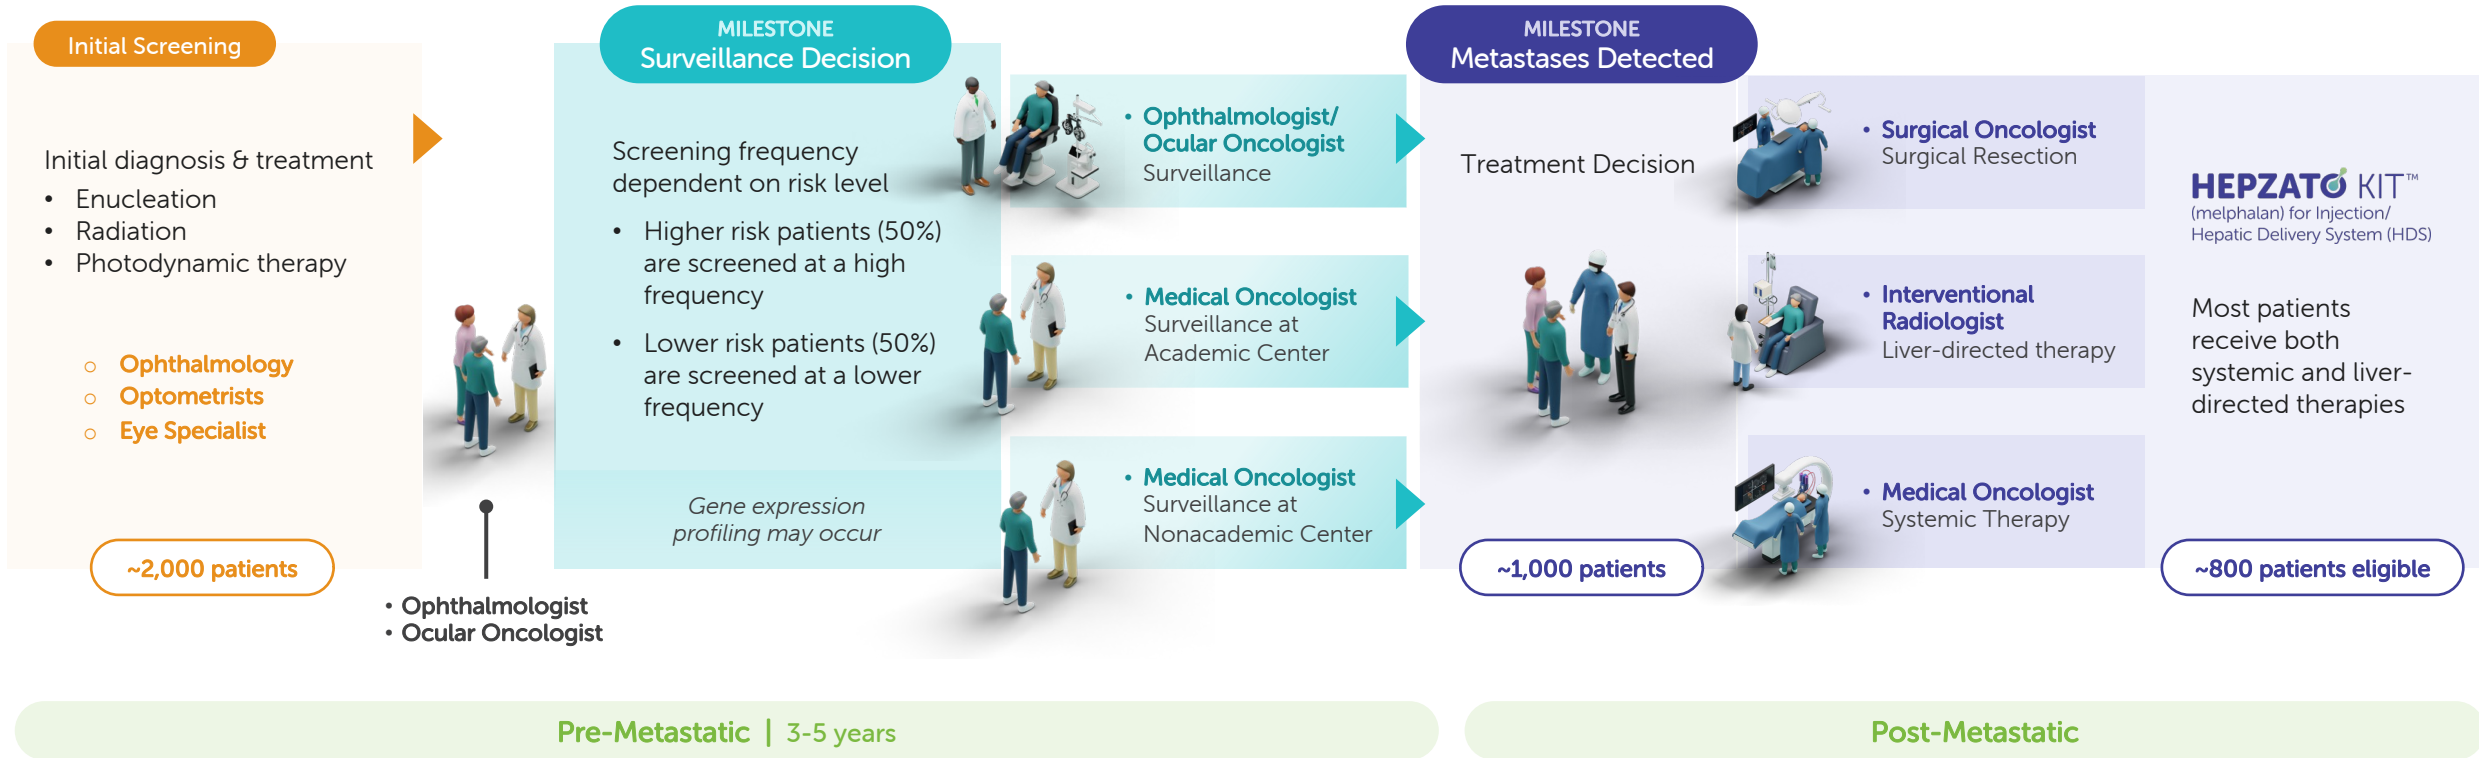 Initial Screening
Initial diagnosis & treatment
• Enucleation
• Radiation
• Photodynamic therapy
o Ophthalmology
o Optometrists
o Eye Specialist
~2,000 patients
• Ophthalmologist
• Ocular Oncologist
MILESTONE
Surveillance Decision
Screening frequency
dependent on risk level
• Higher risk patients (50%)
are screened at a high
frequency
• Lower risk patients (50%)
are screened at a lower
frequency
Gene expression
profiling may occur
• Ophthalmologist/
Ocular Oncologist
Surveillance
• Medical Oncologist
Surveillance at
Academic Center
• Medical Oncologist
Surveillance at
Nonacademic Center
MILESTONE
Metastases Detected
Treatment Decision
~1,000 patients
• Surgical Oncologist
Surgical Resection
• Interventional
Radiologist
Liver-directed therapy
• Medical Oncologist
Systemic Therapy
HEPZATO KIT™
(melphalan) for Injection/
Hepatic Delivery System (HDS)
Most patients
receive both
systemic and liver-
directed therapies
~800 patients eligible
Pre-Metastatic | 3-5 years
Post-Metastatic